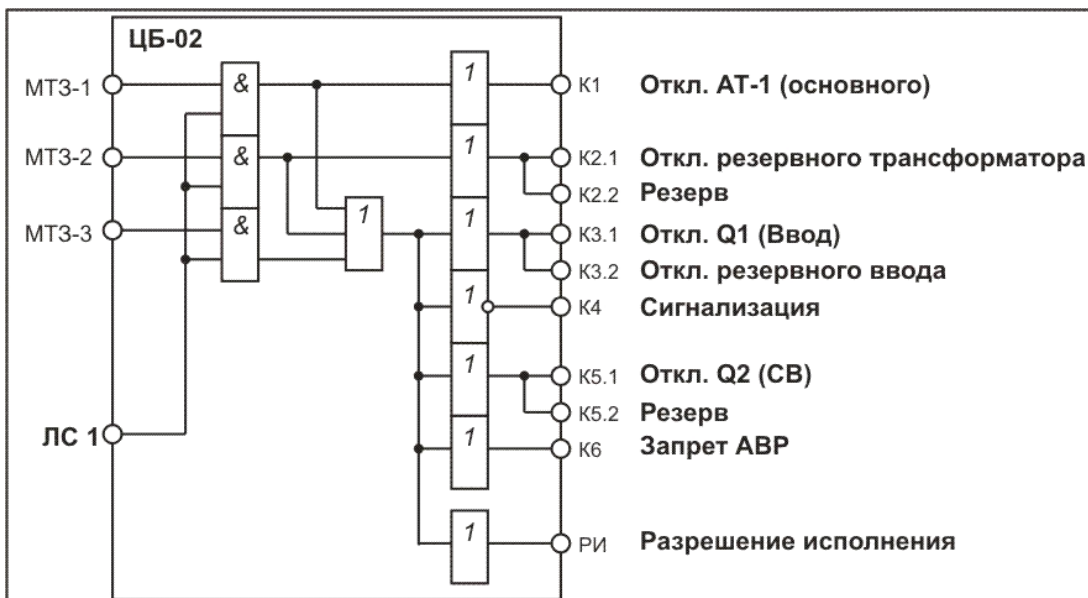 ЦБ-02
МТЗ-1
&
1
К1 Откл. АТ-1 (основного)
МТЗ-2
&
1
К2.1 Откл. резервного трансформатора
К2.2 Резерв
МТЗ-3
&
1
1
К3.1 Откл. Q1 (Ввод)
К3.2 Откл. резервного ввода
1
К4 Сигнализация
1
К5.1 Откл. Q2 (СВ)
К5.2 Резерв
ЛС 1
1
К6 Запрет АВР
1
РИ Разрешение исполнения